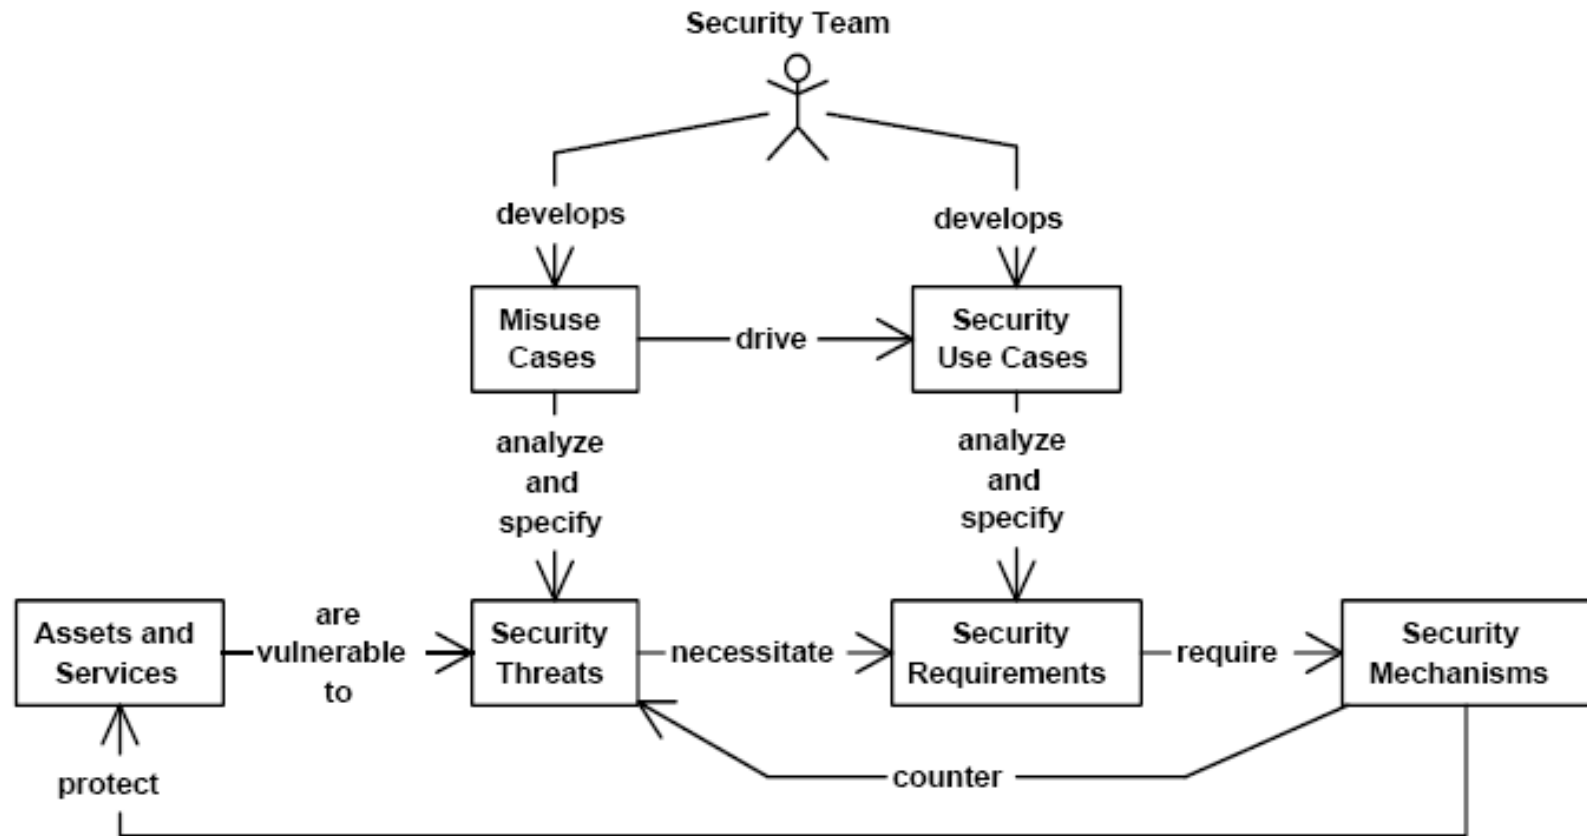 Security Team
develops
develops
Misuse
Cases
drive
Security
Use Cases
analyze
and
specify
analyze
and
specify
Assets and
Services
are
vulnerable
to
Security
Threats
necessitate
Security
Requirements
require
Security
Mechanisms
protect
counter